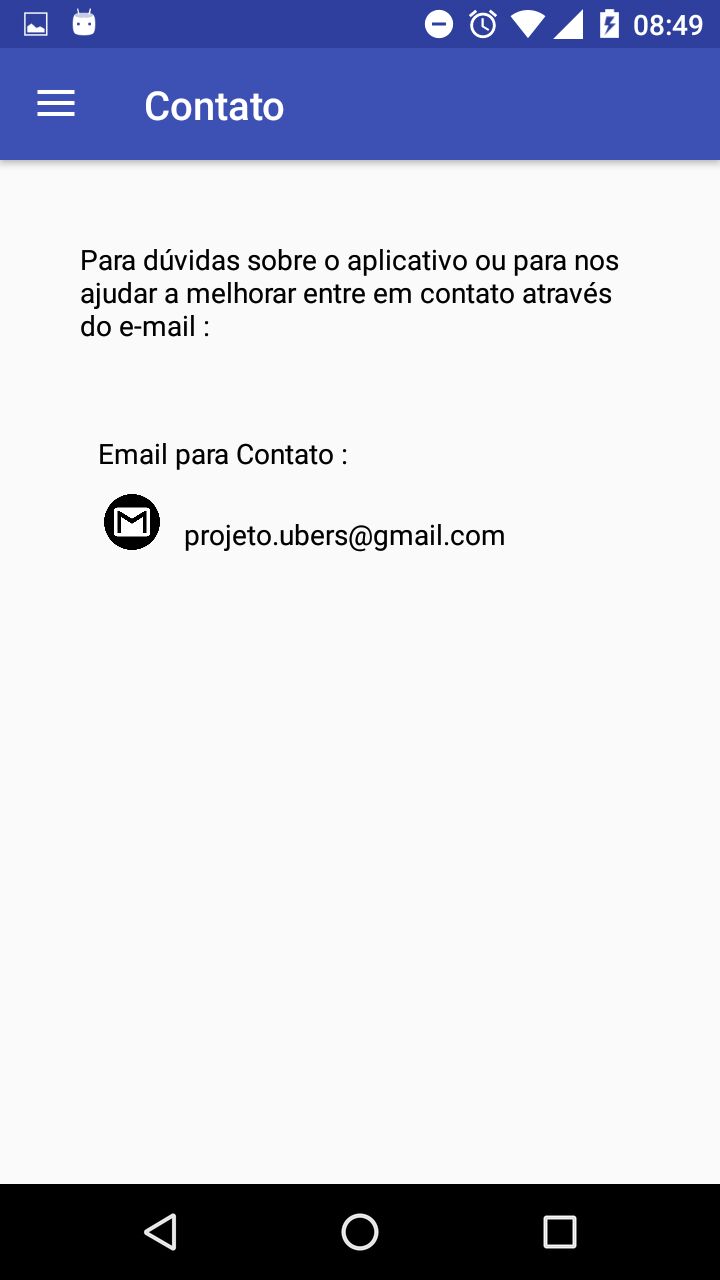 08:49
Contato
Para dúvidas sobre o aplicativo ou para nos
ajudar a melhorar entre em contato através
do e-mail :
Email para Contato :
projeto.ubers@gmail.com